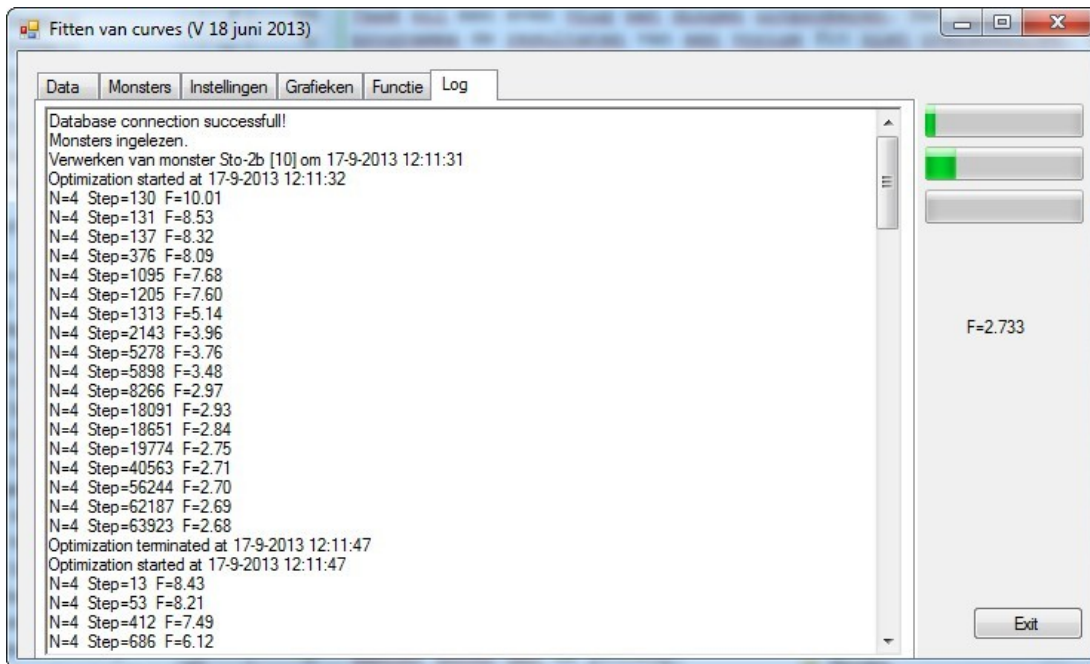 Fitten van curves (V 18 juni 2013)
Data Monsters Instellingen Grafieken Functie Log
Database connection successfull!
Monsters ingelezen.
Verwerken van monster Sto-2b [10] om 17-9-2013 12:11:31
Optimization started at 17-9-2013 12:11:32
N=4 Step=130 F=10.01
N=4 Step=131 F=8.53
N=4 Step=137 F=8.32
N=4 Step=376 F=8.09
N=4 Step=1095 F=7.68
N=4 Step=1205 F=7.60
N=4 Step=1313 F=5.14
N=4 Step=2143 F=3.96
N=4 Step=5278 F=3.76
N=4 Step=5898 F=3.48
N=4 Step=8266 F=2.97
N=4 Step=18091 F=2.93
N=4 Step=18651 F=2.84
N=4 Step=19774 F=2.75
N=4 Step=40563 F=2.71
N=4 Step=56244 F=2.70
N=4 Step=62187 F=2.69
N=4 Step=63923 F=2.68
Optimization terminated at 17-9-2013 12:11:47
Optimization started at 17-9-2013 12:11:47
N=4 Step=13 F=8.43
N=4 Step=53 F=8.21
N=4 Step=412 F=7.49
N=4 Step=686 F=6.12
F=2.733
Exit